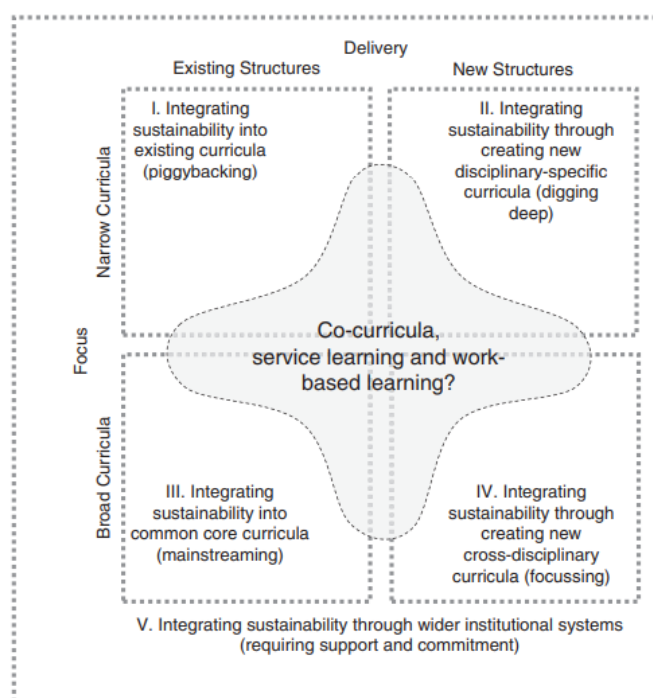 Delivery
Existing Structures
New Structures
Focus
Narrow Curricula
I. Integrating
sustainability into
existing curricula
(piggybacking)
II. Integrating
sustainability through
creating new
disciplinary-specific
curricula (digging
deep)
Co-curricula,
service learning and work-
based learning?
Broad Curricula
III. Integrating
sustainability into
common core curricula
(mainstreaming)
IV. Integrating
sustainability through
creating new
cross-disciplinary
curricula (focussing)
V. Integrating sustainability through wider institutional systems
(requiring support and commitment)